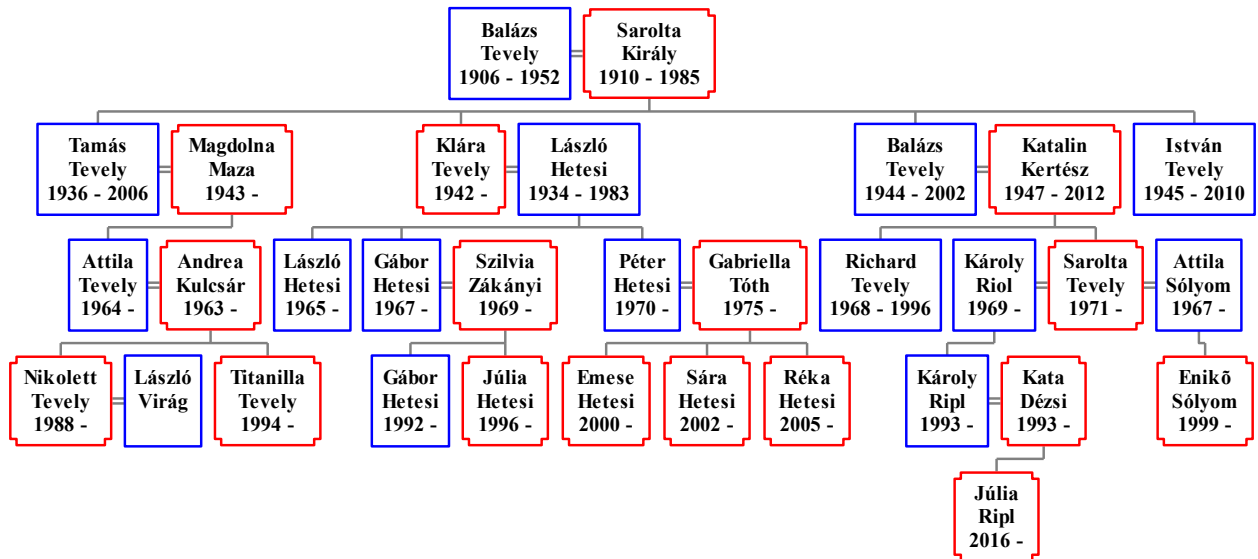 Balázs
Tevely
1906 - 1952
Sarolta
Király
1910 - 1985
Tamás
Tevely
1936 - 2006
Magdolna
Maza
1943 -
Klára
Tevely
1942 -
László
Hetesi
1934 - 1983
Balázs
Tevely
1944 - 2002
Katalin
Kertész
1947 - 2012
István
Tevely
1945 - 2010
Attila
Tevely
1964 -
Andrea
Kulcsár
1963 -
László
Hetesi
1965 -
Gábor
Hetesi
1967 -
Szilvia
Zákányi
1969 -
Péter
Hetesi
1970 -
Gabriella
Tóth
1975 -
Richard
Tevely
1968 - 1996
Károly
Riol
1969 -
Sarolta
Tevely
1971 -
Attila
Sólyom
1967 -
Nikolett
Tevely
1988 -
László
Virág
Titanilla
Tevely
1994 -
Gábor
Hetesi
1992 -
Júlia
Hetesi
1996 -
Emese
Hetesi
2000 -
Sára
Hetesi
2002 -
Réka
Hetesi
2005 -
Károly
Ripl
1993 -
Kata
Dézsi
1993 -
Enikõ
Sólyom
1999 -
Júlia
Ripl
2016 -